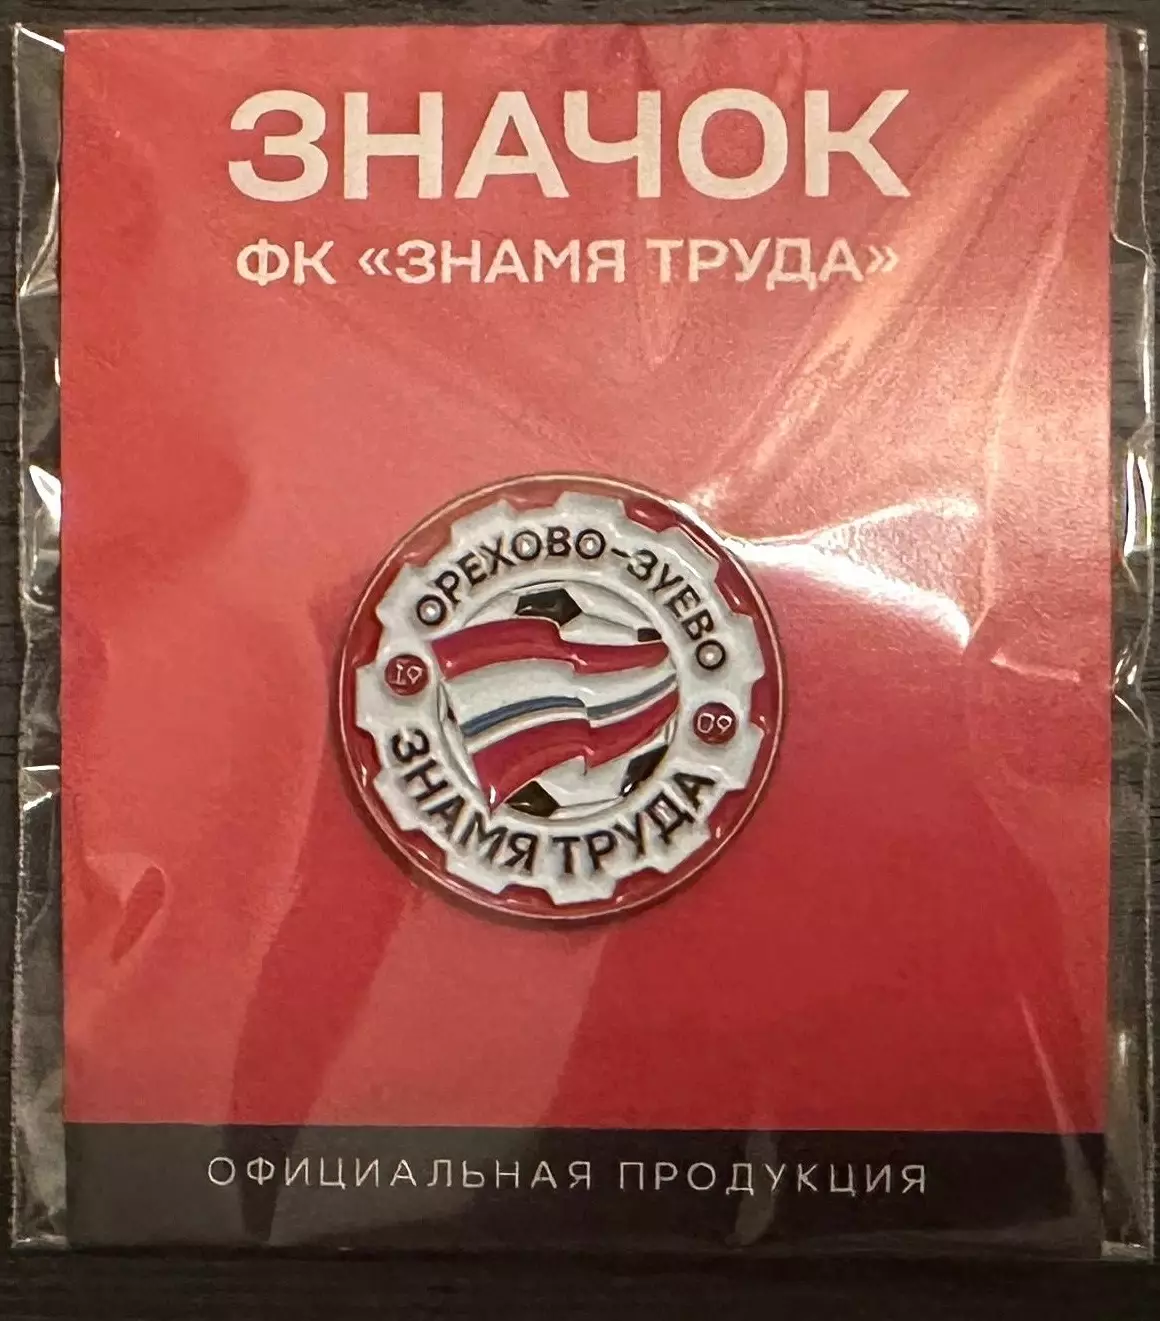 ЗНАЧОК
ФК «ЗНАМЯ ТРУДА»
ОРЕХОВО-ЗУЕВО
19
09
ЗНАМЯ ТРУДА
ОФИЦИАЛЬНАЯ ПРОДУКЦИЯ